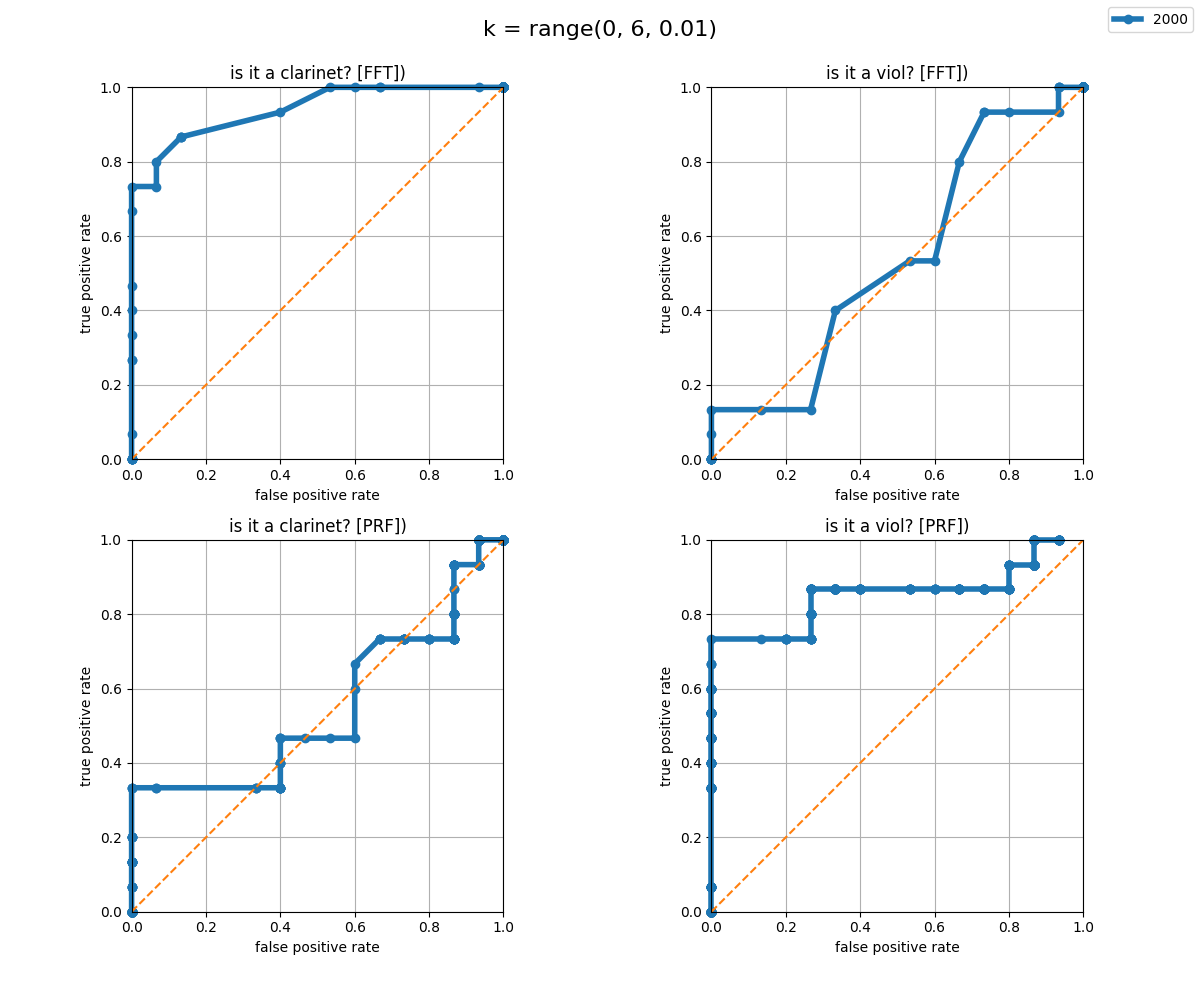 k = range(0, 6, 0.01)
2000
is it a clarinet? [FFT])
1.0
0.8
0.6
0.4
0.2
0.0
true positive rate
0.0 0.2 0.4 0.6 0.8 1.0
false positive rate
is it a viol? [FFT])
1.0
0.8
0.6
0.4
0.2
0.0
true positive rate
0.0 0.2 0.4 0.6 0.8 1.0
false positive rate
is it a clarinet? [PRF])
1.0
0.8
0.6
0.4
0.2
0.0
true positive rate
0.0 0.2 0.4 0.6 0.8 1.0
false positive rate
is it a viol? [PRF])
1.0
0.8
0.6
0.4
0.2
0.0
true positive rate
0.0 0.2 0.4 0.6 0.8 1.0
false positive rate